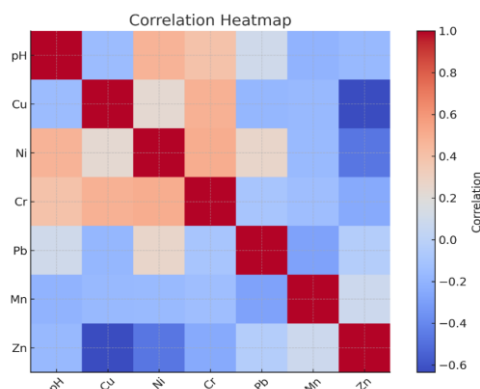 Correlation Heatmap
pH
Cu
Ni
Cr
Pb
Mn
Zn
pH
Cu
Ni
Cr
Pb
Mn
Zn
1.0
0.8
0.6
0.4
0.2
0.0
−0.2
−0.4
−0.6
Correlation